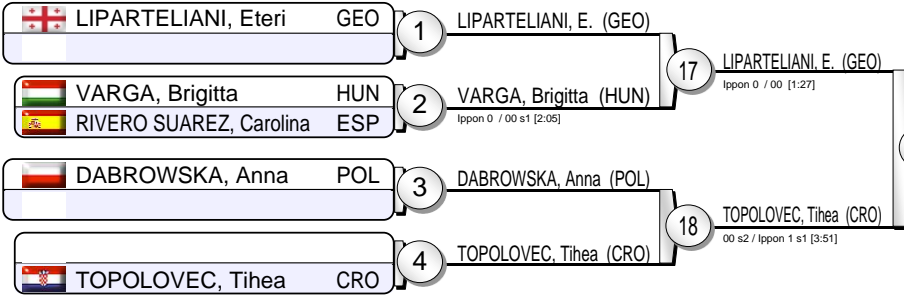 LIPARTELIANI, Eteri GEO
1
LIPARTELIANI, E. (GEO)
VARGA, Brigitta HUN
RIVERO SUAREZ, Carolina ESP
2
VARGA, Brigitta (HUN)
Ippon 0 / 00 s1 [2:05]
17
LIPARTELIANI, E. (GEO)
Ippon 0 / 00 [1:27]
DABROWSKA, Anna POL
3
DABROWSKA, Anna (POL)
TOPOLOVEC, Tihea CRO
4
TOPOLOVEC, Tihea (CRO)
18
TOPOLOVEC, Tihea (CRO)
00 s2 / Ippon 1 s1 [3:51]